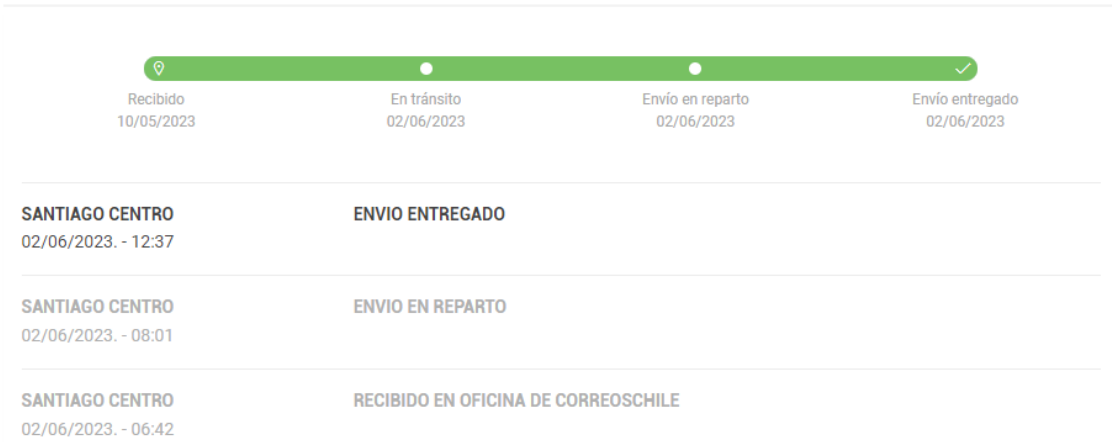 Recibido
10/05/2023
En tránsito
02/06/2023
Envío en reparto
02/06/2023
Envío entregado
02/06/2023
SANTIAGO CENTRO
02/06/2023. - 12:37
ENVIO ENTREGADO
SANTIAGO CENTRO
02/06/2023. - 08:01
ENVIO EN REPARTO
SANTIAGO CENTRO
02/06/2023. - 06:42
RECIBIDO EN OFICINA DE CORREOSCHILE